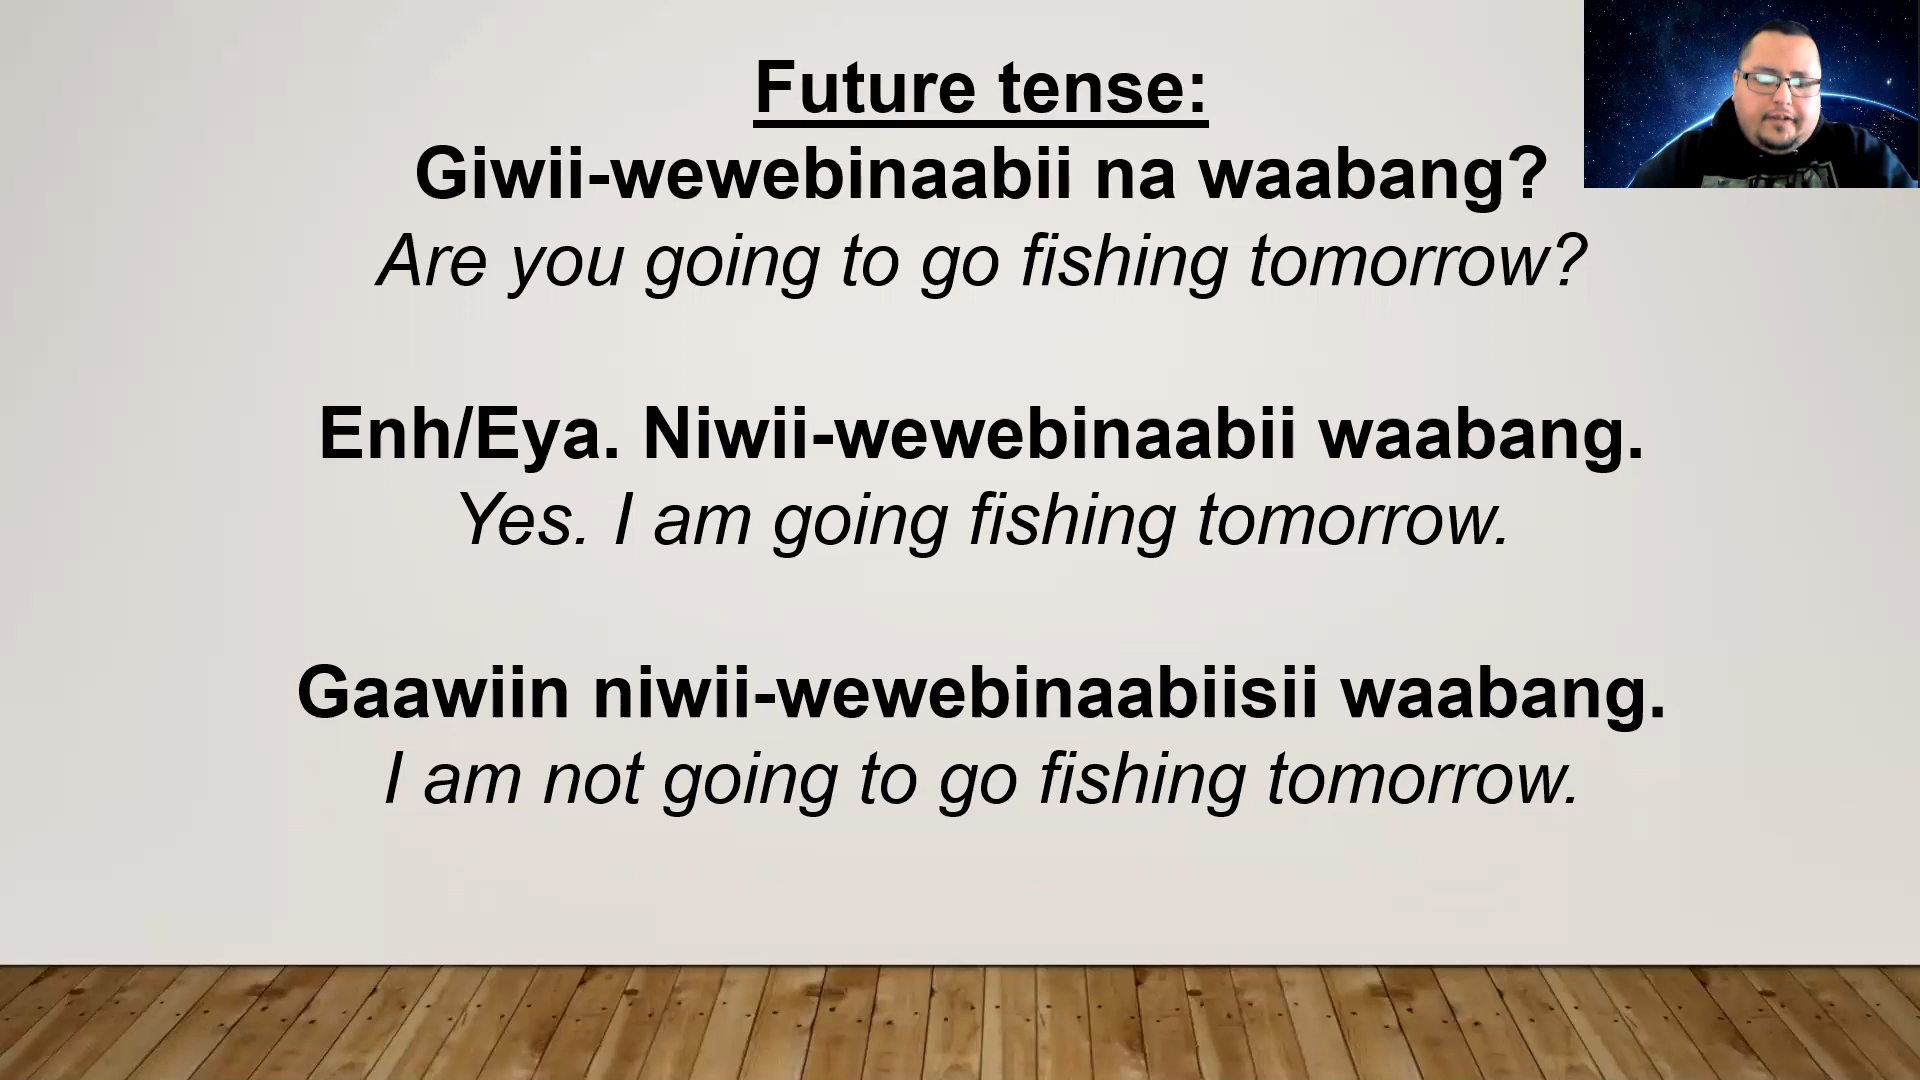 Future tense:
Giwii-wewebinaabii na waabang?
Are you going to go fishing tomorrow?
Enh/Eya. Niwii-wewebinaabii waabang.
Yes. I am going fishing tomorrow.
Gaawiin niwii-wewebinaabiisii waabang.
I am not going to go fishing tomorrow.